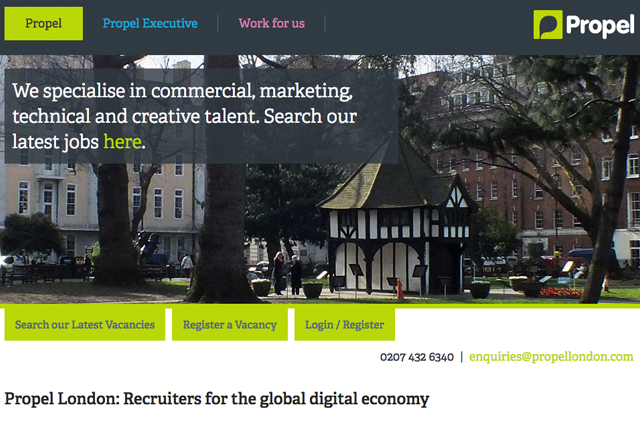 Propel
Propel Executive
Work for us
Propel
We specialise in commercial, marketing,
technical and creative talent. Search our
latest jobs here.
Search our Latest Vacancies
Register a Vacancy
Login / Register
0207 432 6340 | enquiries@propellondon.com
Propel London: Recruiters for the global digital economy